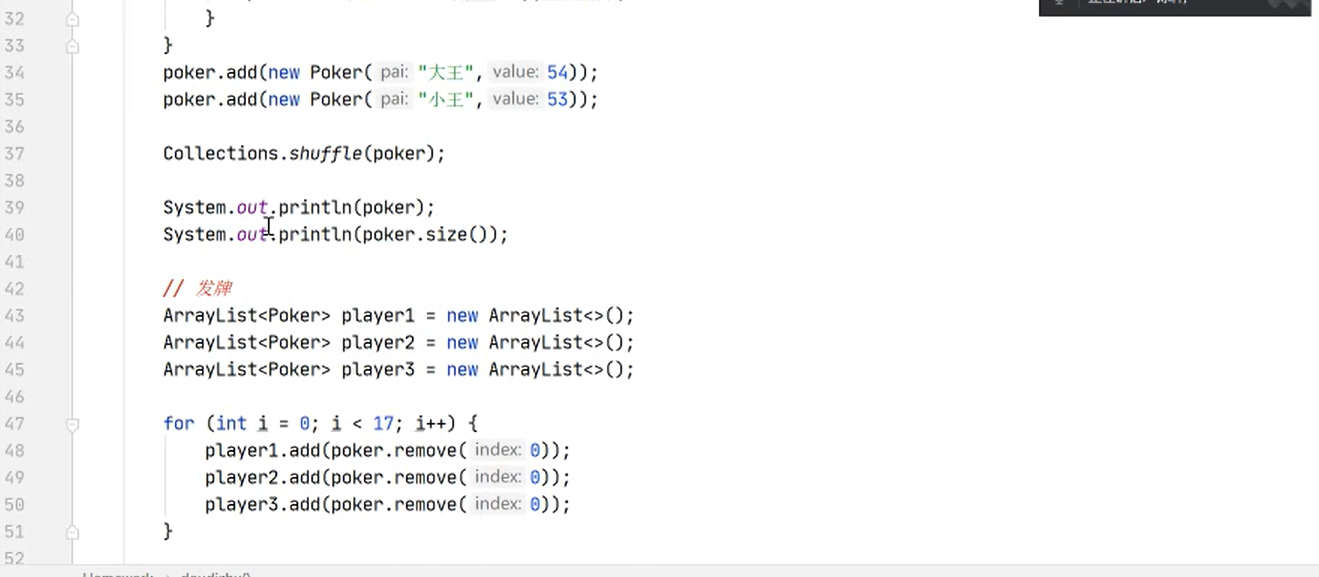 32 }
33 }
34 poker.add(new Poker( pai: "大王", value: 54));
35 poker.add(new Poker( pai: "小王", value: 53));
36
37 Collections.shuffle(poker);
38
39 System.out.println(poker);
40 System.out.println(poker.size());
41
42 // 发牌
43 ArrayList<Poker> player1 = new ArrayList<>();
44 ArrayList<Poker> player2 = new ArrayList<>();
45 ArrayList<Poker> player3 = new ArrayList<>();
46
47 for (int i = 0; i < 17; i++) {
48 player1.add(poker.remove( index: 0));
49 player2.add(poker.remove( index: 0));
50 player3.add(poker.remove( index: 0));
51 }
52